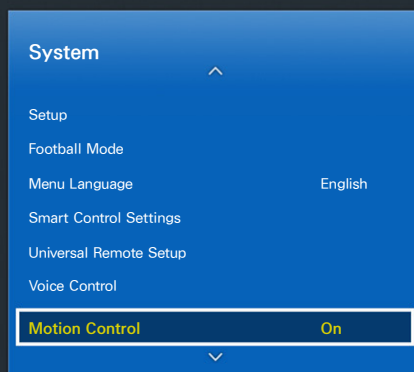 System
Setup
Football Mode
Menu Language English
Smart Control Settings
Universal Remote Setup
Voice Control
Motion Control On